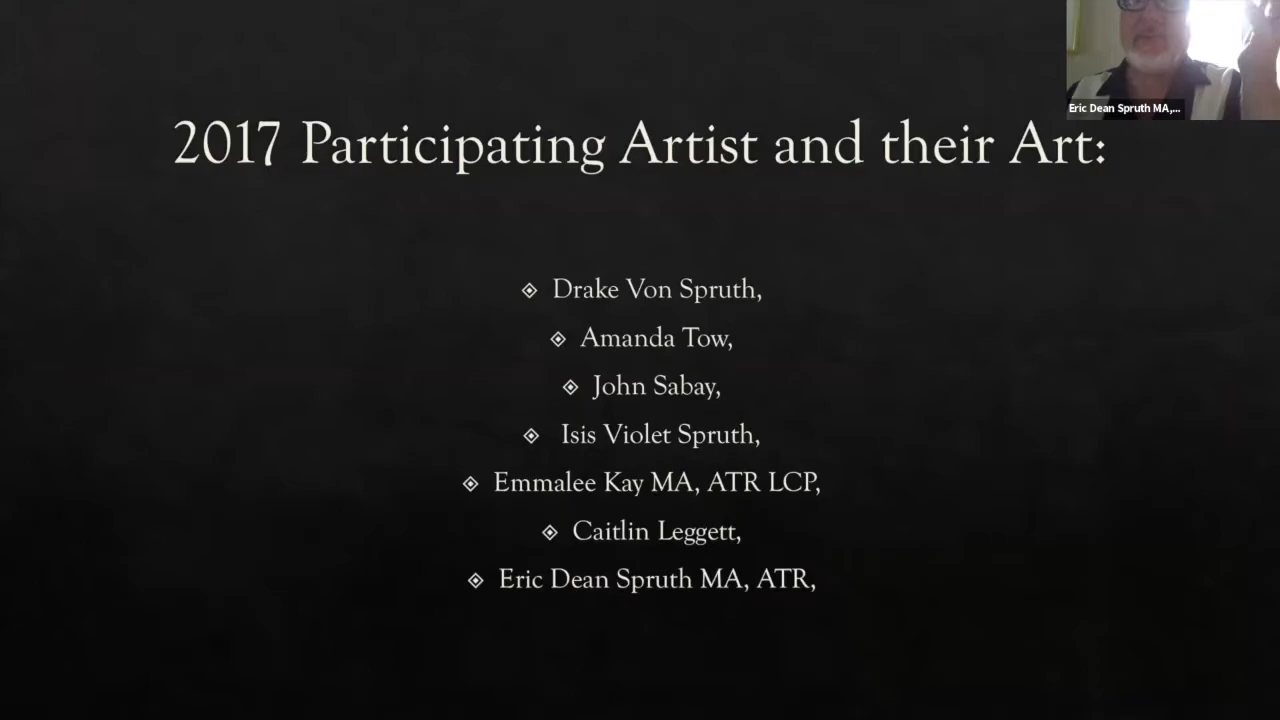 Eric Dean Spruth MA,...
2017 Participating Artist and their Art:
Drake Von Spruth,
Amanda Tow,
John Sabay,
Isis Violet Spruth,
Emmalee Kay MA, ATR LCP,
Caitlin Leggett,
Eric Dean Spruth MA, ATR,